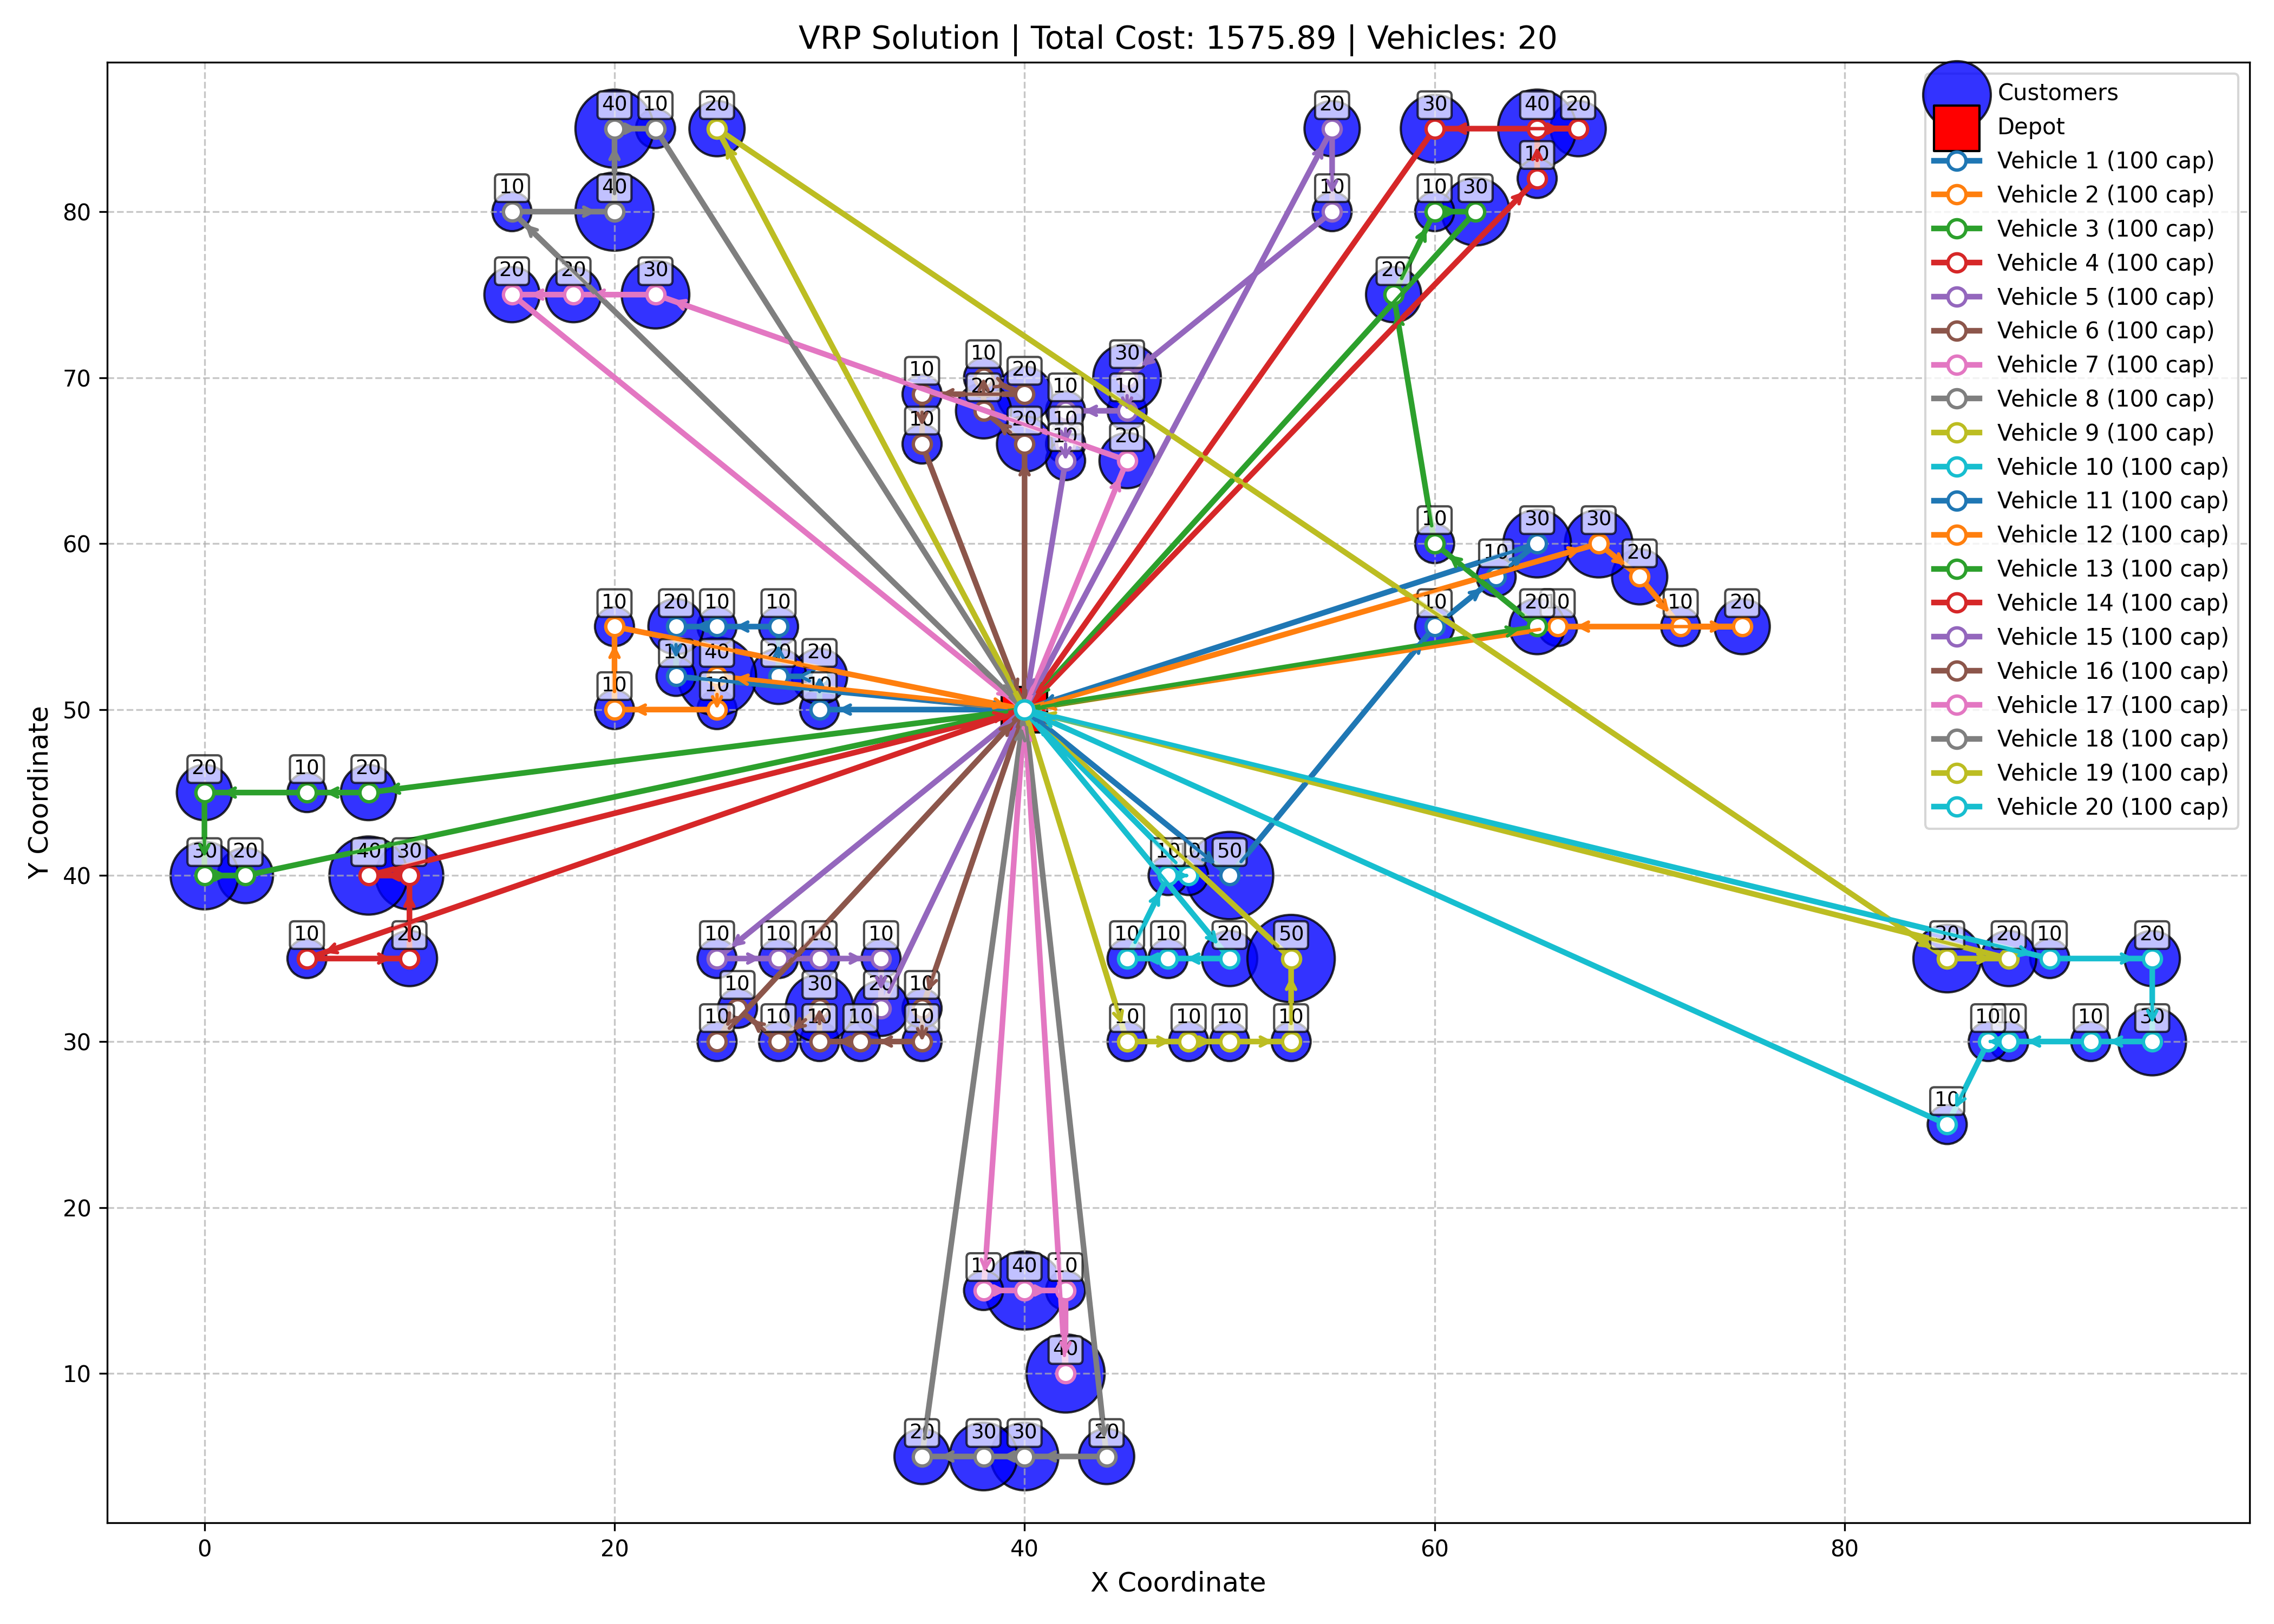 VRP Solution | Total Cost: 1575.89 | Vehicles: 20
Customers
Depot
Vehicle 1 (100 cap)
Vehicle 2 (100 cap)
Vehicle 3 (100 cap)
Vehicle 4 (100 cap)
Vehicle 5 (100 cap)
Vehicle 6 (100 cap)
Vehicle 7 (100 cap)
Vehicle 8 (100 cap)
Vehicle 9 (100 cap)
Vehicle 10 (100 cap)
Vehicle 11 (100 cap)
Vehicle 12 (100 cap)
Vehicle 13 (100 cap)
Vehicle 14 (100 cap)
Vehicle 15 (100 cap)
Vehicle 16 (100 cap)
Vehicle 17 (100 cap)
Vehicle 18 (100 cap)
Vehicle 19 (100 cap)
Vehicle 20 (100 cap)
Y Coordinate
80
70
60
50
40
30
20
10
40 10 20 20 30 40 20
10
10 40 10 10 30
20 20 30 20
10 30
10 20 10 10
20
10 20 10 20
10
10 30 30
10 20
10 20 10 10 10 20 10 20
10 40 20 20
10 10 10
20 10 20
30 20 40 30 10 50
10 20 10 10 10 10 10 10 20 50 30 20 10 20
10 30 20 10
10 10 10 10 10 10 10 10 10 10 10 30
10
10 40 10
40
20 30 30 20
0 20 40 60 80
X Coordinate